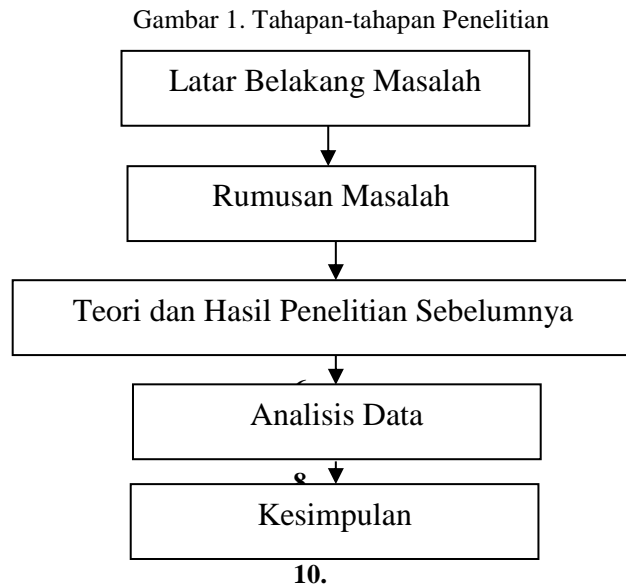 Gambar 1. Tahapan-tahapan Penelitian
Latar Belakang Masalah
Rumusan Masalah
Teori dan Hasil Penelitian Sebelumnya
Analisis Data
8.
Kesimpulan
10.